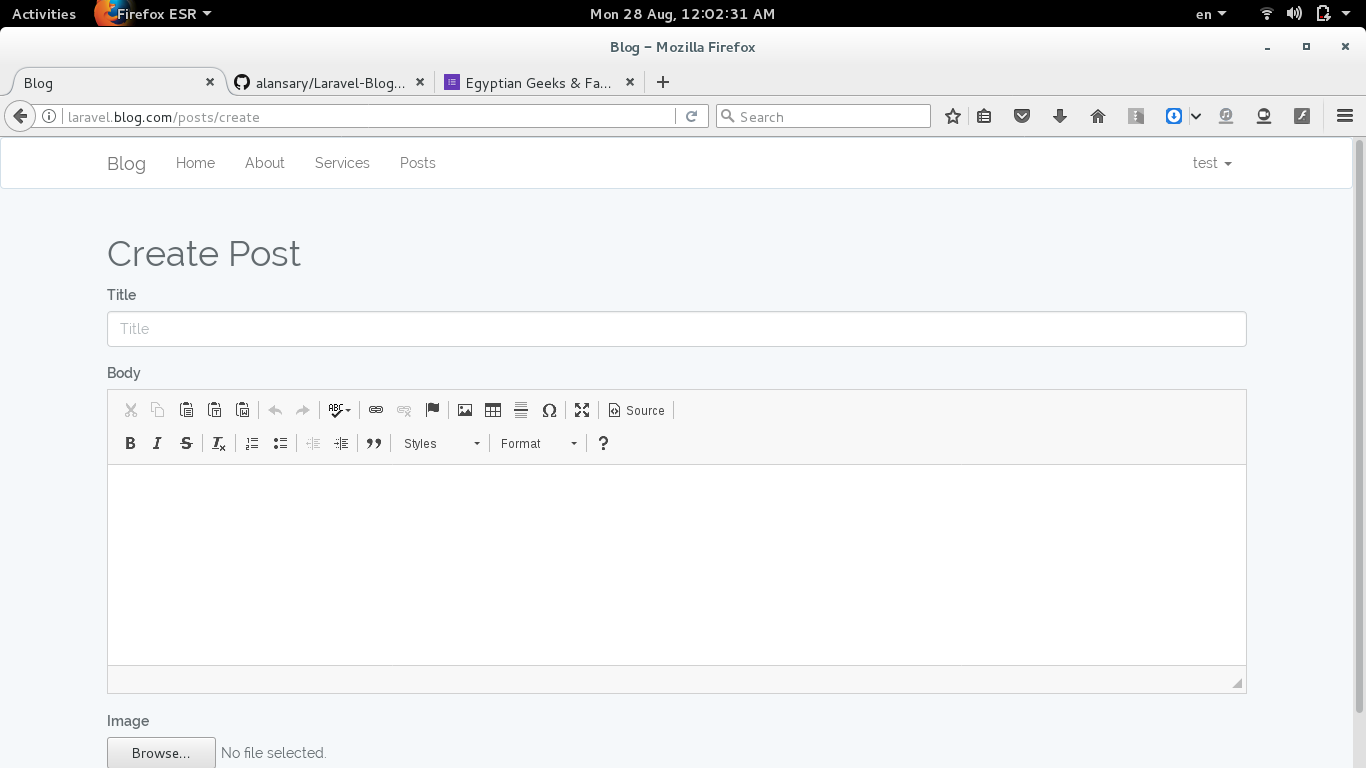 Activities Firefox ESR Mon 28 Aug, 12:02:31 AM en
Blog – Mozilla Firefox
Blog alansary/Laravel-Blog... Egyptian Geeks & Fa...
laravel.blog.com/posts/create Search
Blog Home About Services Posts test
Create Post
Title
Title
Body
ABC Ω Source
B I S Tx Styles Format ?
Image
Browse... No file selected.